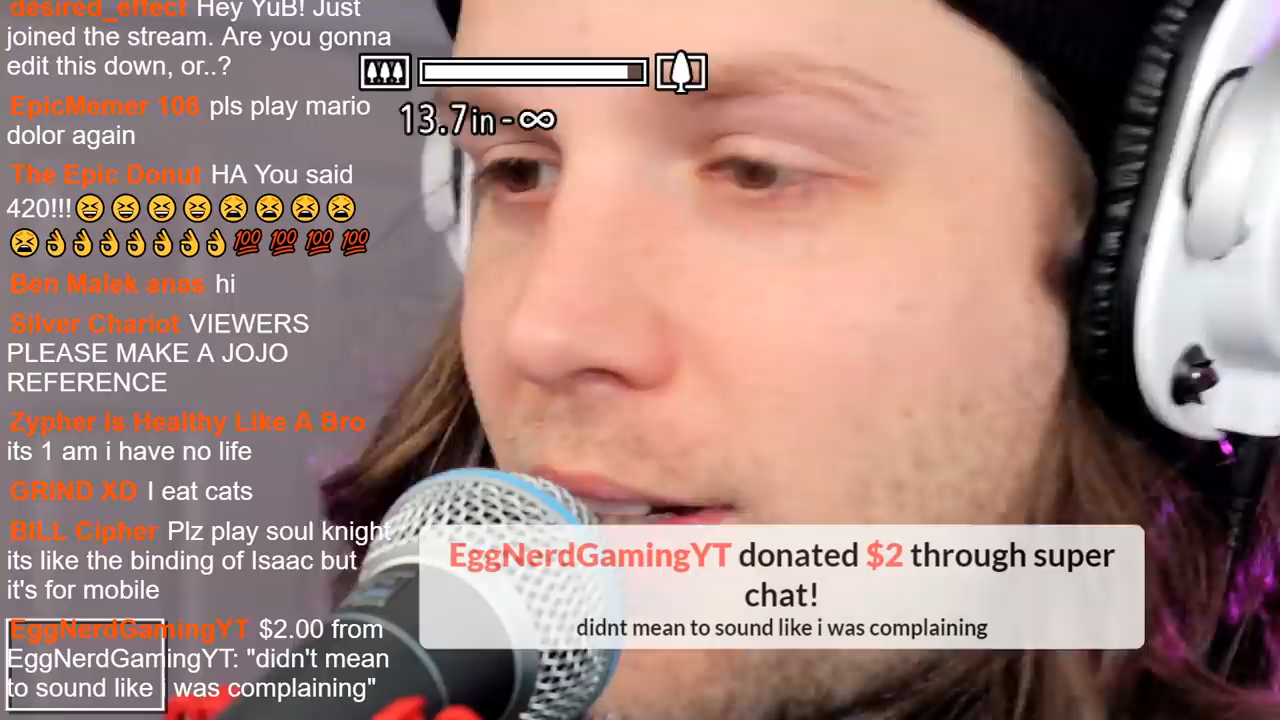 desired_effect Hey YuB! Just
joined the stream. Are you gonna
edit this down, or..?
13.7in-∞
EpicMemer 106 pls play mario
dolor again
The Epic Donut HA You said
420!!!😆😆😆😆😫😫😫😫
😫👌👌👌👌👌👌💯💯💯💯
Ben Malek anas hi
Silver Chariot VIEWERS
PLEASE MAKE A JOJO
REFERENCE
Zypher Is Healthy Like A Bro
its 1 am i have no life
GRIND XD I eat cats
BILL Cipher Plz play soul knight
its like the binding of Isaac but
it's for mobile
EggNerdGamingYT $2.00 from
EggNerdGamingYT: "didn't mean
to sound like i was complaining"
EggNerdGamingYT donated $2 through super
chat!
didnt mean to sound like i was complaining